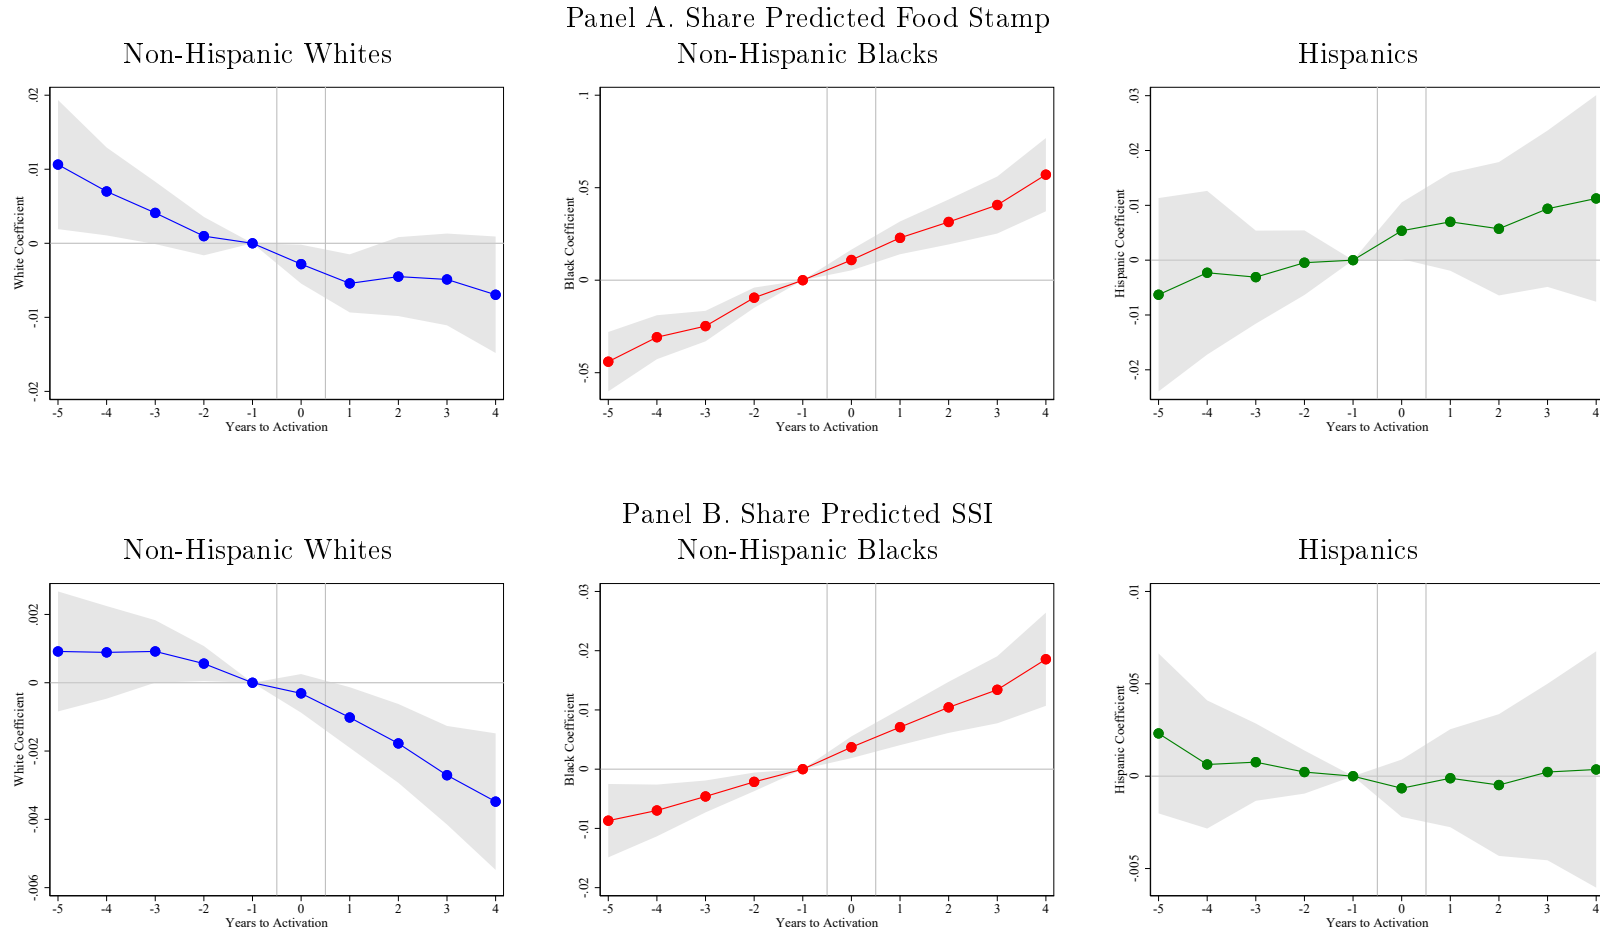 Panel A. Share Predicted Food Stamp
Non-Hispanic Whites
Non-Hispanic Blacks
Hispanics
White Coefficient
.02
.01
0
-.01
-.02
-5 -4 -3 -2 -1 0 1 2 3 4
Years to Activation
Black Coefficient
.1
.05
0
-.05
-5 -4 -3 -2 -1 0 1 2 3 4
Years to Activation
Hispanic Coefficient
.03
.02
.01
0
-.01
-.02
-5 -4 -3 -2 -1 0 1 2 3 4
Years to Activation
Panel B. Share Predicted SSI
Non-Hispanic Whites
Non-Hispanic Blacks
Hispanics
White Coefficient
.002
0
-.002
-.004
-.006
-5 -4 -3 -2 -1 0 1 2 3 4
Years to Activation
Black Coefficient
.03
.02
.01
0
-.01
-.02
-5 -4 -3 -2 -1 0 1 2 3 4
Years to Activation
Hispanic Coefficient
.01
.005
0
-.005
-5 -4 -3 -2 -1 0 1 2 3 4
Years to Activation